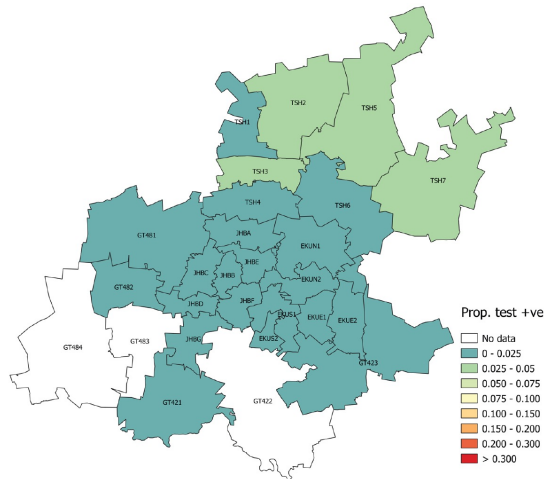 TSH2
TSH5
TSH1
TSH3
TSH7
TSH4
TSH6
JHBA
GT481
EKUN1
JHBE
JHBC
JHBB
EKUN2
GT482
JHBD
JHBF
EKUS1
EKUE1
EKUE2
GT483
JHBG
EKUS2
GT484
GT423
GT421
GT422
Prop. test +ve
No data
0 - 0.025
0.025 - 0.05
0.050 - 0.075
0.075 - 0.100
0.100 - 0.150
0.150 - 0.200
0.200 - 0.300
> 0.300